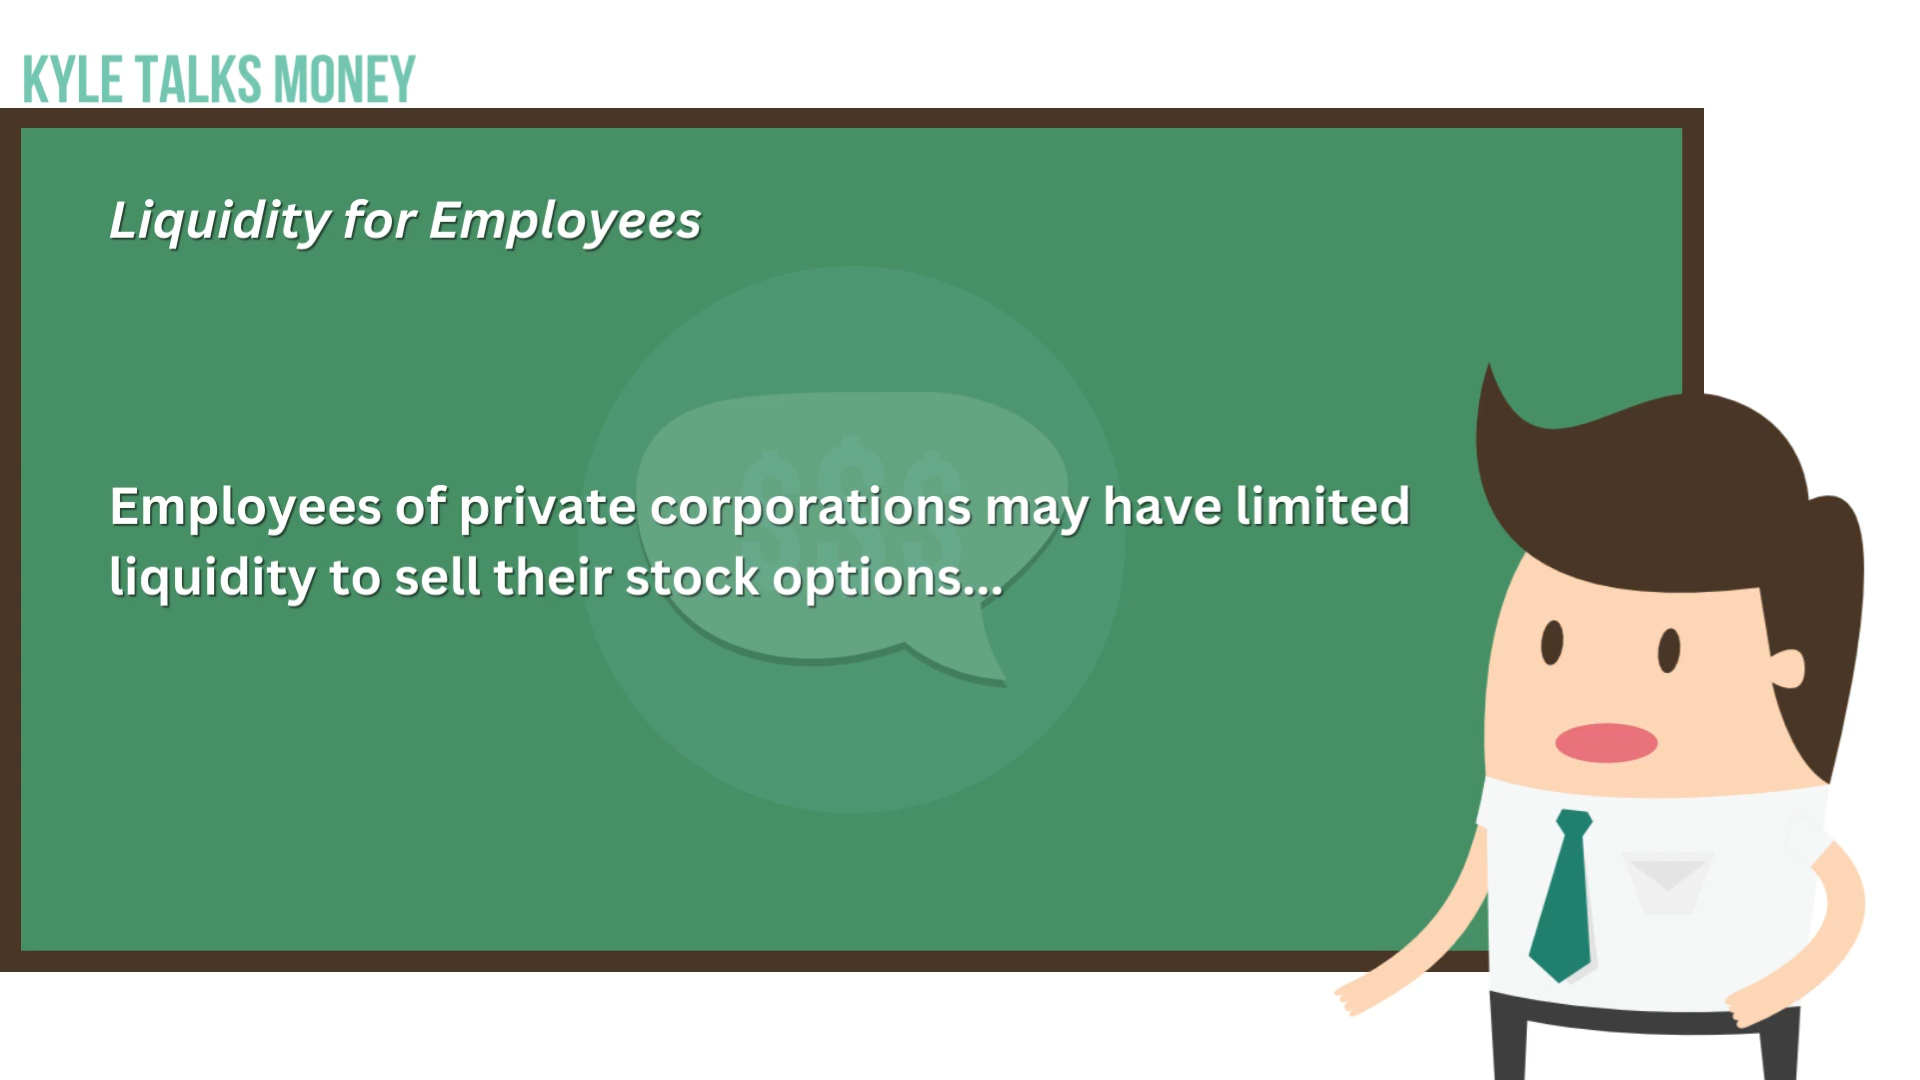 KYLE TALKS MONEY
Liquidity for Employees
$$$
Employees of private corporations may have limited
liquidity to sell their stock options...